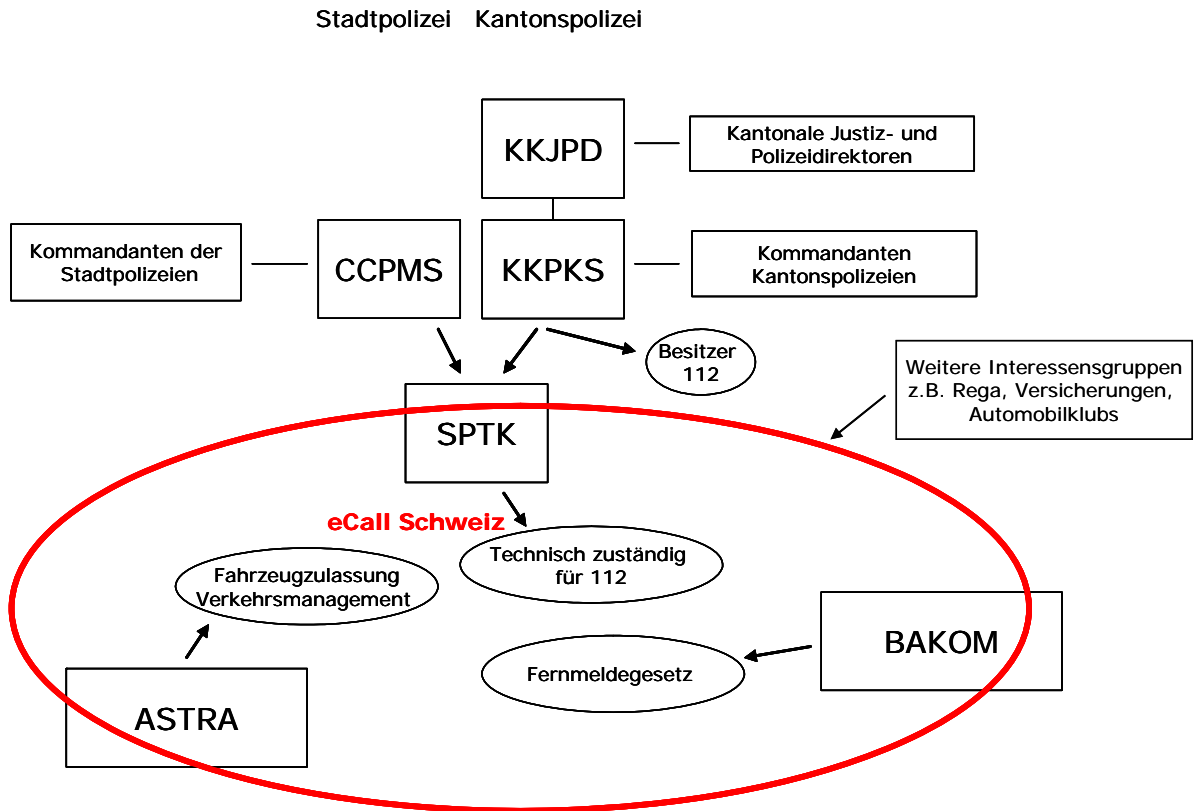 Stadtpolizei Kantonspolizei
KKJPD
Kantonale Justiz- und
Polizeidirektoren
Kommandanten der
Stadtpolizeien
CCPMS
KKPKS
Kommandanten
Kantonspolizeien
Besitzer
112
Weitere Interessensgruppen
z.B. Rega, Versicherungen,
Automobilklubs
SPTK
eCall Schweiz
Technisch zuständig
für 112
Fahrzeugzulassung
Verkehrsmanagement
BAKOM
Fernmeldegesetz
ASTRA